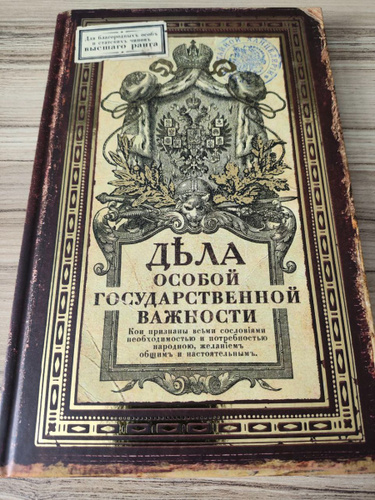 Для благородныхъ особъ
и статскихъ чиновъ
высшаго ранга
ДѢЛА
ОСОБОЙ
ГОСУДАРСТВЕННОЙ
ВАЖНОСТИ
Кои признаны всѣми сословіями
необходимостью и потребностью
народною, желаніемъ
общимъ и настоятельнымъ.